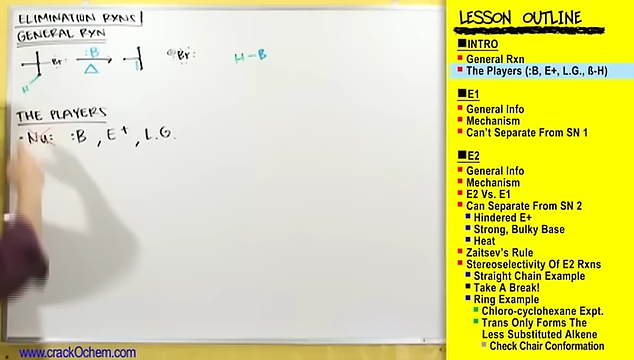 ELIMINATION RXNS
GENERAL RXN
Br: :B Δ :Br: H-B
H
THE PLAYERS
- Nu: :B , E+ , L.G.
www.crackOchem.com
LESSON OUTLINE
INTRO
General Rxn
The Players (:B, E+, L.G., ß-H)
E1
General Info
Mechanism
Can't Separate From SN 1
E2
General Info
Mechanism
E2 Vs. E1
Can Separate From SN 2
Hindered E+
Strong, Bulky Base
Heat
Zaitsev's Rule
Stereoselectivity Of E2 Rxns
Straight Chain Example
Take A Break!
Ring Example
Chloro-cyclohexane Expt.
Trans Only Forms The
Less Substituted Alkene
Check Chair Conformation